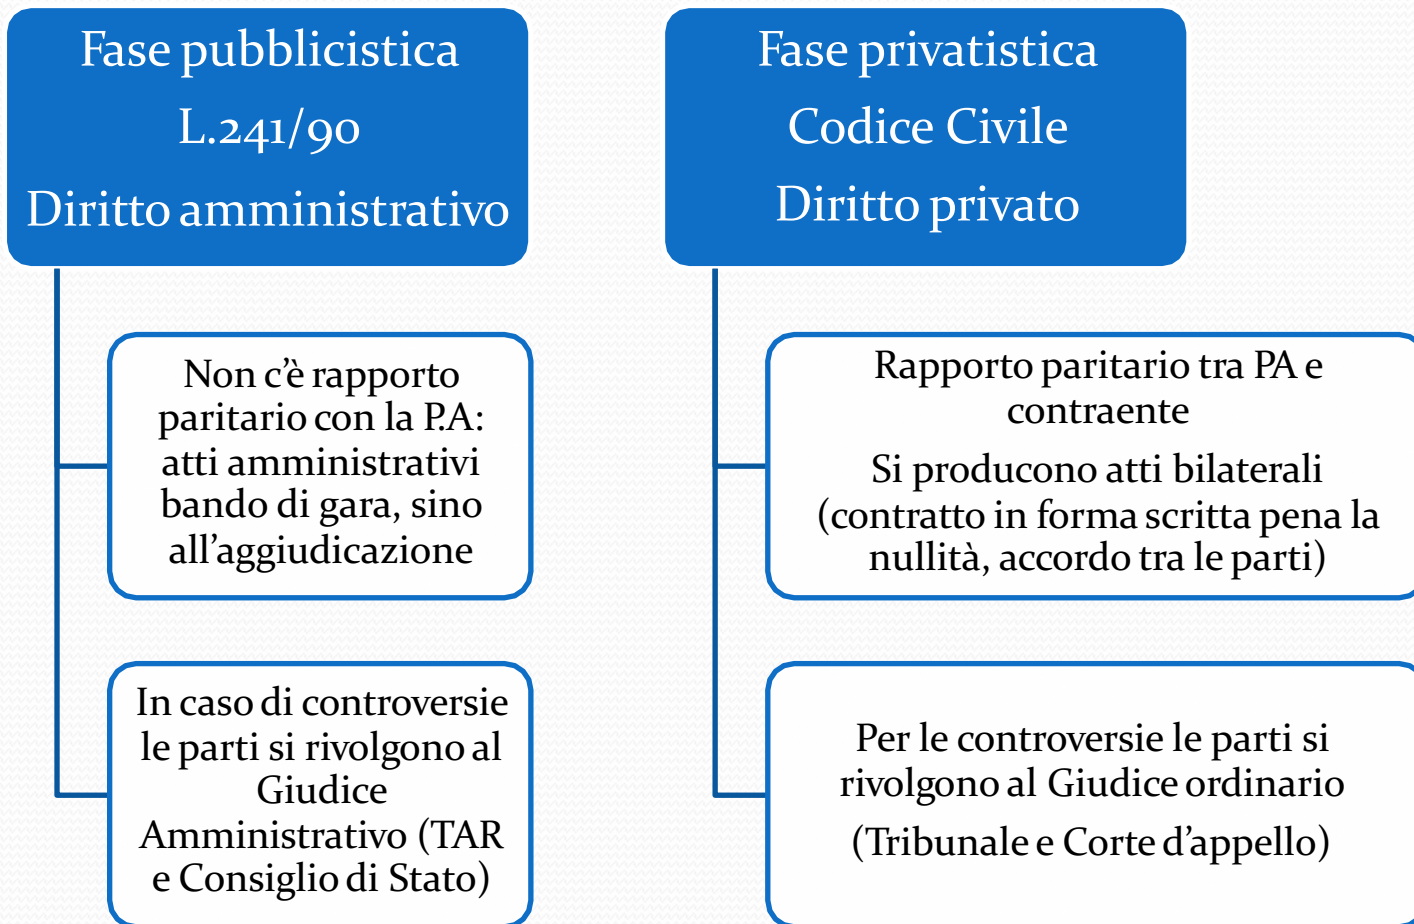 Fase pubblicistica
L.241/90
Diritto amministrativo
Non c'è rapporto
paritario con la P.A:
atti amministrativi
bando di gara, sino
all'aggiudicazione
In caso di controversie
le parti si rivolgono al
Giudice
Amministrativo (TAR
e Consiglio di Stato)
Fase privatistica
Codice Civile
Diritto privato
Rapporto paritario tra PA e
contraente
Si producono atti bilaterali
(contratto in forma scritta pena la
nullità, accordo tra le parti)
Per le controversie le parti si
rivolgono al Giudice ordinario
(Tribunale e Corte d'appello)